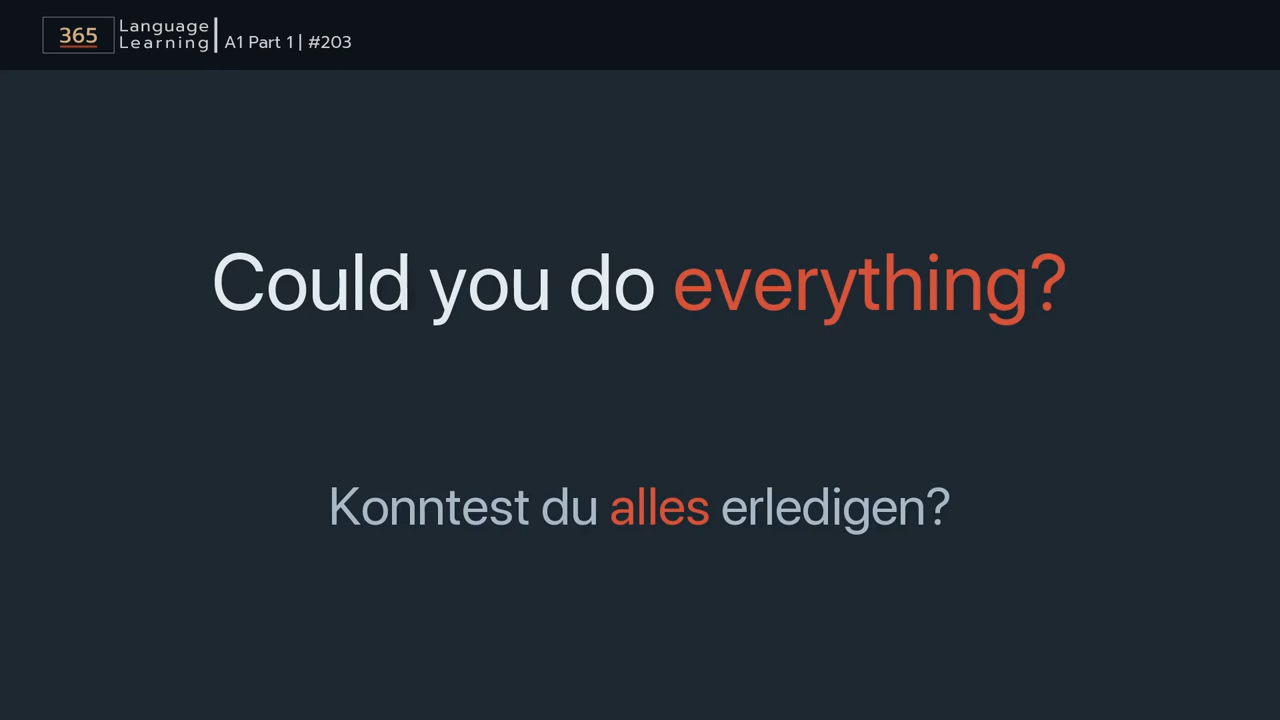 365
Language
Learning
A1 Part 1 | #203
Could you do everything?
Konntest du alles erledigen?